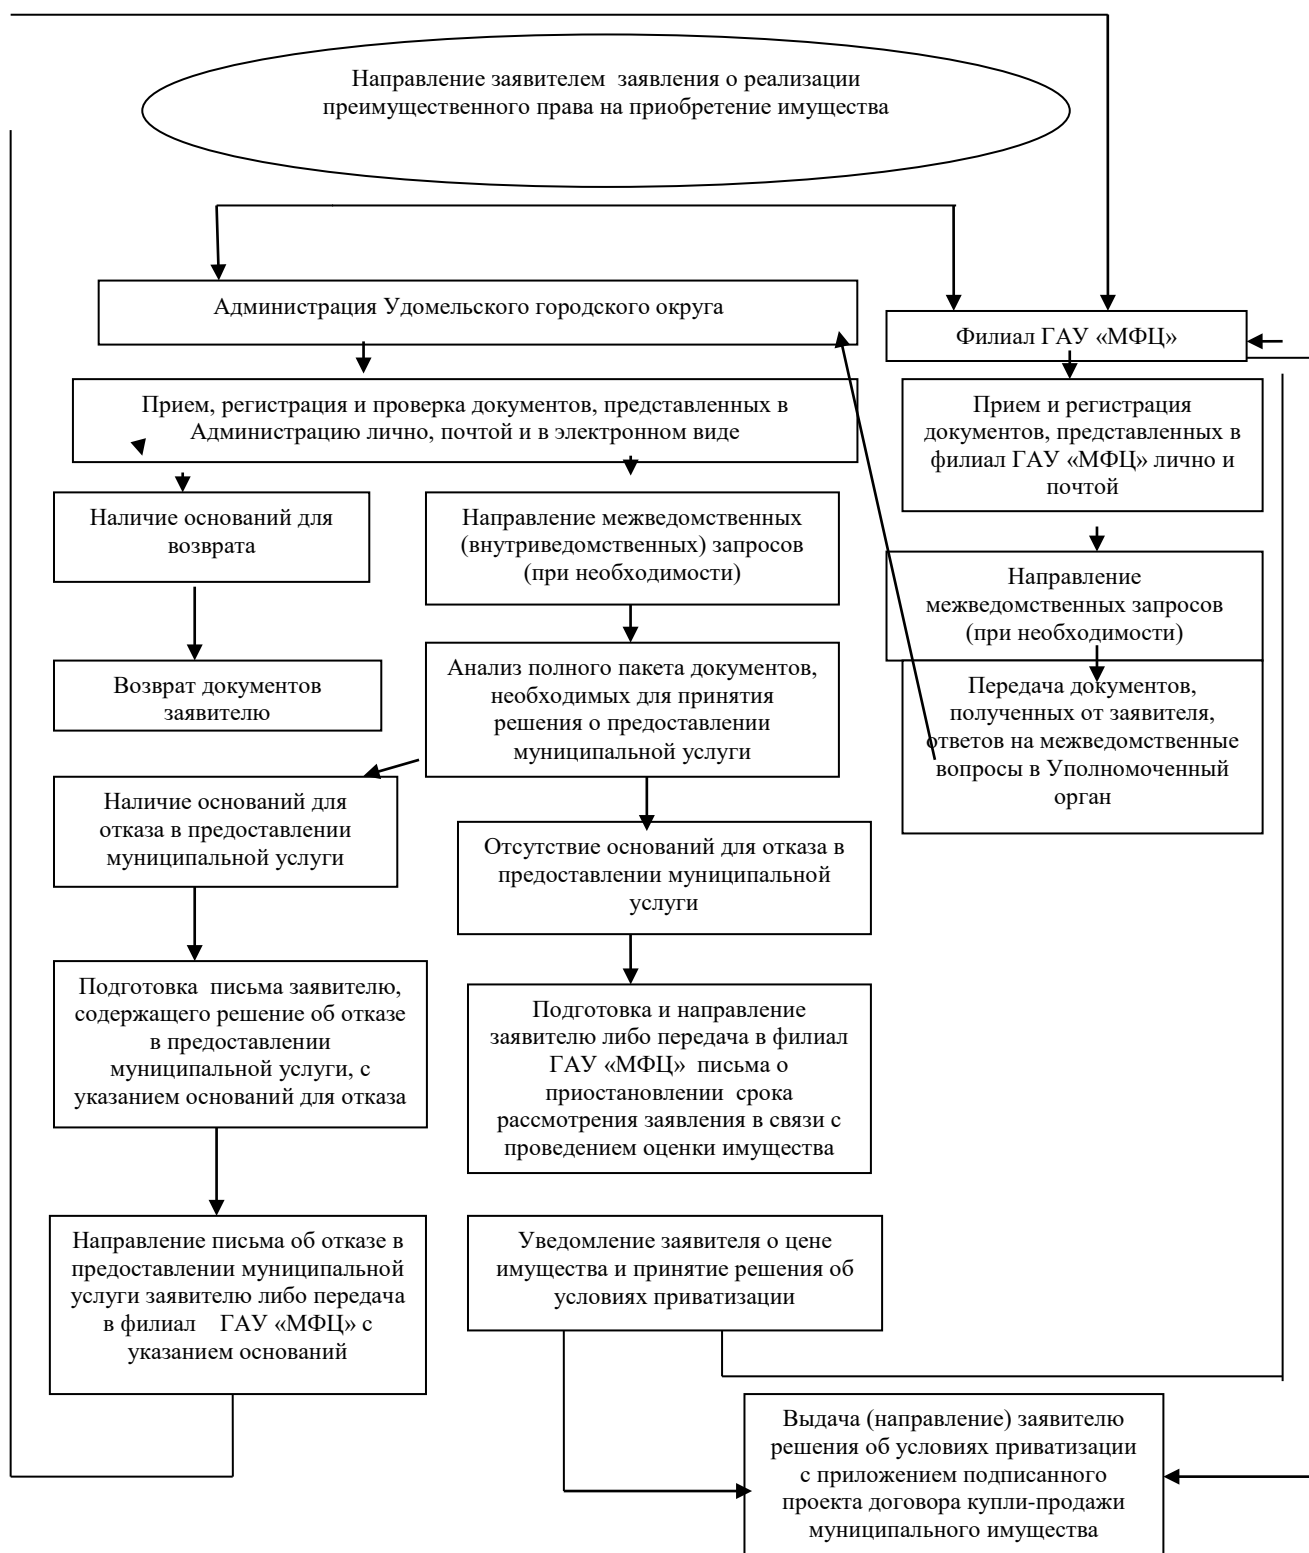 Направление заявителем заявления о реализации
преимущественного права на приобретение имущества
Администрация Удомельского городского округа
Филиал ГАУ «МФЦ»
Прием, регистрация и проверка документов, представленных в
Администрацию лично, почтой и в электронном виде
Прием и регистрация
документов, представленных в
филиал ГАУ «МФЦ» лично и
почтой
Наличие оснований для
возврата
Направление межведомственных
(внутриведомственных) запросов
(при необходимости)
Направление
межведомственных запросов
(при необходимости)
Возврат документов
заявителю
Анализ полного пакета документов,
необходимых для принятия
решения о предоставлении
муниципальной услуги
Передача документов,
полученных от заявителя,
ответов на межведомственные
вопросы в Уполномоченный
орган
Наличие оснований для
отказа в предоставлении
муниципальной услуги
Отсутствие оснований для отказа в
предоставлении муниципальной
услуги
Подготовка письма заявителю,
содержащего решение об отказе
в предоставлении
муниципальной услуги, с
указанием оснований для отказа
Подготовка и направление
заявителю либо передача в филиал
ГАУ «МФЦ» письма о
приостановлении срока
рассмотрения заявления в связи с
проведением оценки имущества
Направление письма об отказе в
предоставлении муниципальной
услуги заявителю либо передача
в филиал ГАУ «МФЦ» с
указанием оснований
Уведомление заявителя о цене
имущества и принятие решения об
условиях приватизации
Выдача (направление) заявителю
решения об условиях приватизации
с приложением подписанного
проекта договора купли-продажи
муниципального имущества